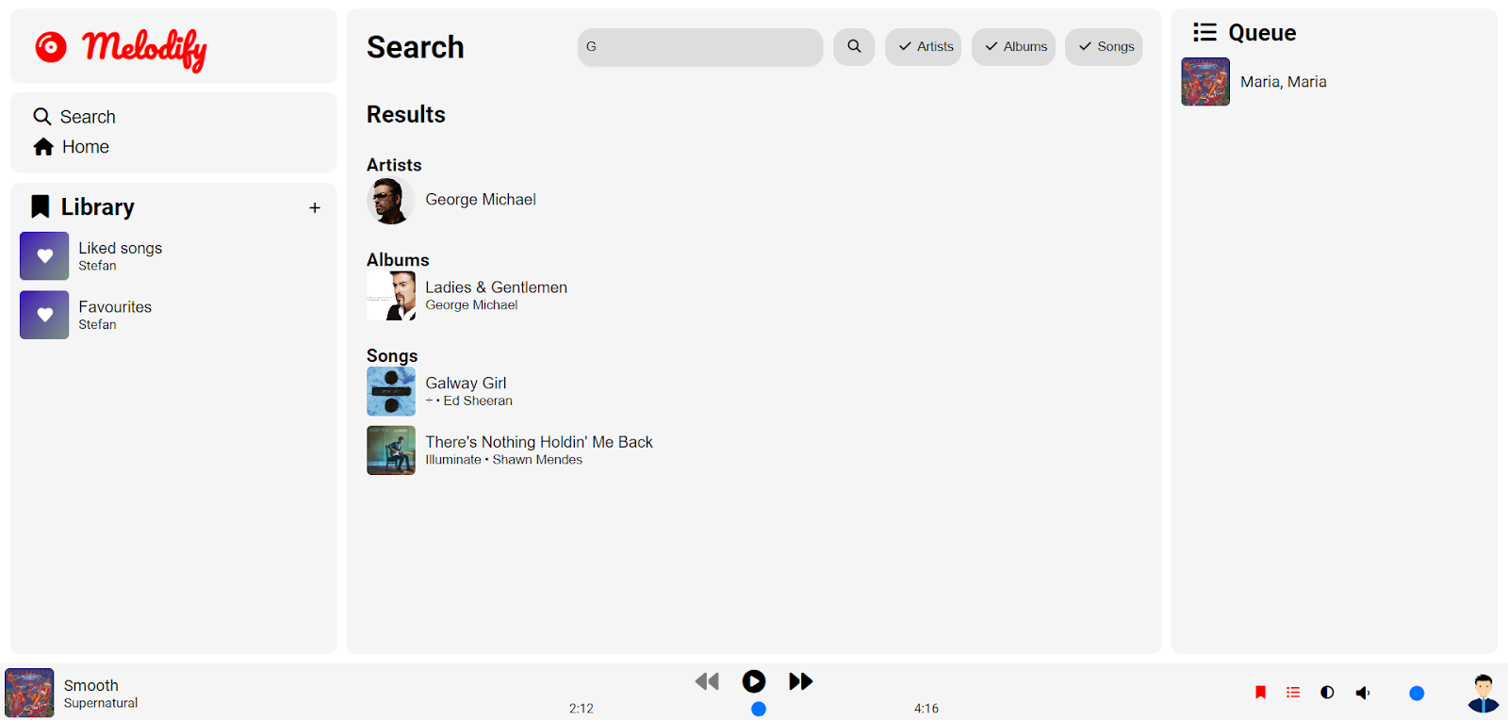 Melodify
Search
Home
Library
+
Liked songs
Stefan
Favourites
Stefan
Search
G
Artists
Albums
Songs
Results
Artists
George Michael
Albums
Ladies & Gentlemen
George Michael
Songs
Galway Girl
÷ • Ed Sheeran
There's Nothing Holdin' Me Back
Illuminate • Shawn Mendes
Queue
Maria, Maria
Smooth
Supernatural
2:12
4:16